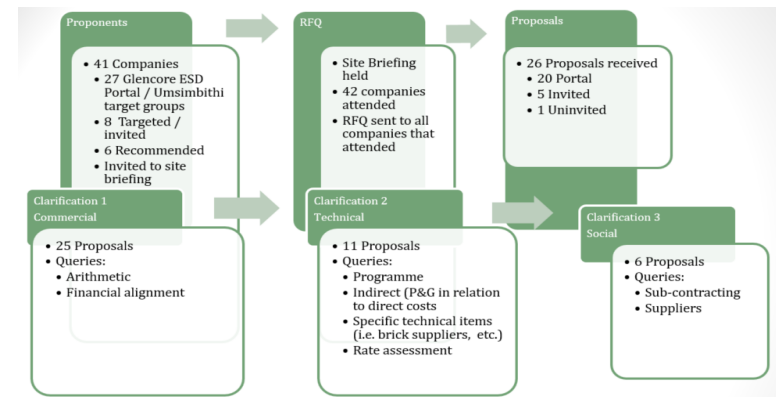 Proponents
• 41 Companies
• 27 Glencore ESD
Portal / Umsimbithi
target groups
• 8 Targeted /
invited
• 6 Recommended
• Invited to site
briefing
RFQ
• Site Briefing
held
• 42 companies
attended
• RFQ sent to all
companies that
attended
Proposals
• 26 Proposals received
• 20 Portal
• 5 Invited
• 1 Uninvited
Clarification 1
Commercial
• 25 Proposals
• Queries:
• Arithmetic
• Financial alignment
Clarification 2
Technical
• 11 Proposals
• Queries:
• Programme
• Indirect (P&G in relation
to direct costs
• Specific technical items
(i.e. brick suppliers, etc.)
• Rate assessment
Clarification 3
Social
• 6 Proposals
• Queries:
• Sub-contracting
• Suppliers